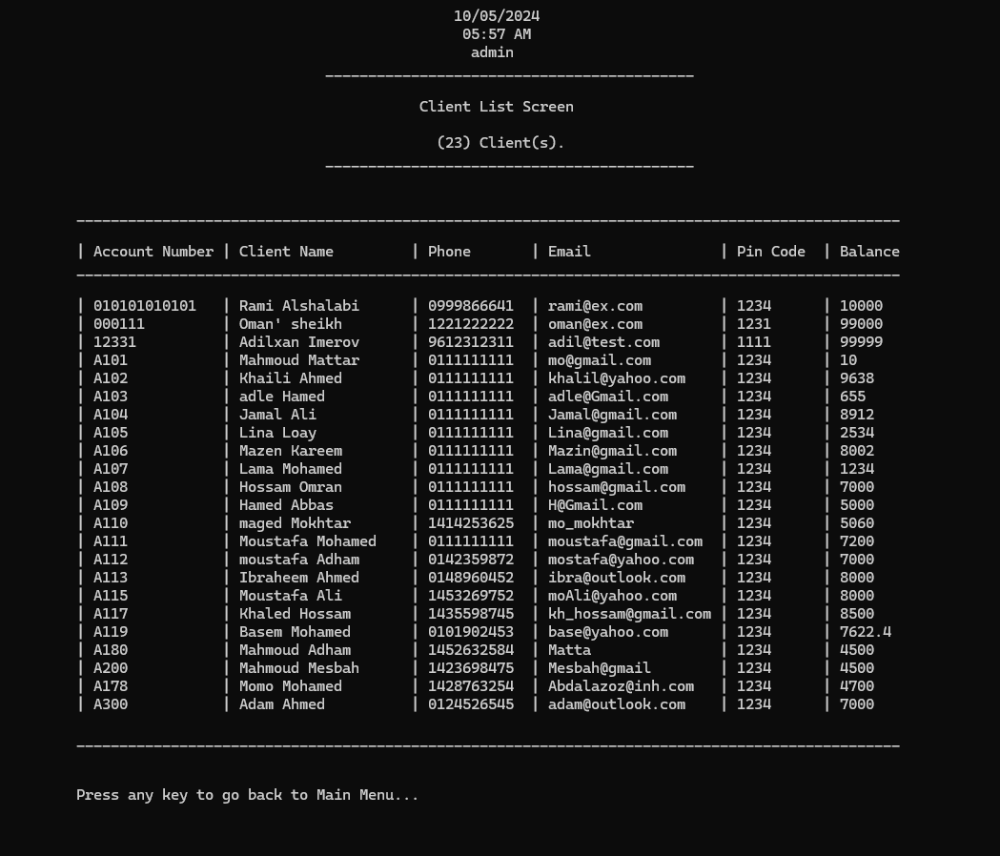 10/05/2024
05:57 AM
admin
___________________________________________
Client List Screen
(23) Client(s).
___________________________________________
________________________________________________________________________________________________
| Account Number | Client Name         | Phone       | Email               | Pin Code  | Balance
________________________________________________________________________________________________
| 010101010101   | Rami Alshalabi      | 0999866641  | rami@ex.com         | 1234      | 10000
| 000111         | Oman' sheikh        | 1221222222  | oman@ex.com         | 1231      | 99000
| 12331          | Adilxan Imerov      | 9612312311  | adil@test.com       | 1111      | 99999
| A101           | Mahmoud Mattar      | 0111111111  | mo@gmail.com        | 1234      | 10
| A102           | Khaili Ahmed        | 0111111111  | khalil@yahoo.com    | 1234      | 9638
| A103           | adle Hamed          | 0111111111  | adle@Gmail.com      | 1234      | 655
| A104           | Jamal Ali           | 0111111111  | Jamal@gmail.com     | 1234      | 8912
| A105           | Lina Loay           | 0111111111  | Lina@gmail.com      | 1234      | 2534
| A106           | Mazen Kareem        | 0111111111  | Mazin@gmail.com     | 1234      | 8002
| A107           | Lama Mohamed        | 0111111111  | Lama@gmail.com      | 1234      | 1234
| A108           | Hossam Omran        | 0111111111  | hossam@gmail.com    | 1234      | 7000
| A109           | Hamed Abbas         | 0111111111  | H@Gmail.com         | 1234      | 5000
| A110           | maged Mokhtar       | 1414253625  | mo_mokhtar          | 1234      | 5060
| A111           | Moustafa Mohamed    | 0111111111  | moustafa@gmail.com  | 1234      | 7200
| A112           | moustafa Adham      | 0142359872  | mostafa@yahoo.com   | 1234      | 7000
| A113           | Ibraheem Ahmed      | 0148960452  | ibra@outlook.com    | 1234      | 8000
| A115           | Moustafa Ali        | 1453269752  | moAli@yahoo.com     | 1234      | 8000
| A117           | Khaled Hossam       | 1435598745  | kh_hossam@gmail.com | 1234      | 8500
| A119           | Basem Mohamed       | 0101902453  | base@yahoo.com      | 1234      | 7622.4
| A180           | Mahmoud Adham       | 1452632584  | Matta               | 1234      | 4500
| A200           | Mahmoud Mesbah      | 1423698475  | Mesbah@gmail        | 1234      | 4500
| A178           | Momo Mohamed        | 1428763254  | Abdalazoz@inh.com   | 1234      | 4700
| A300           | Adam Ahmed          | 0124526545  | adam@outlook.com    | 1234      | 7000
________________________________________________________________________________________________
Press any key to go back to Main Menu...